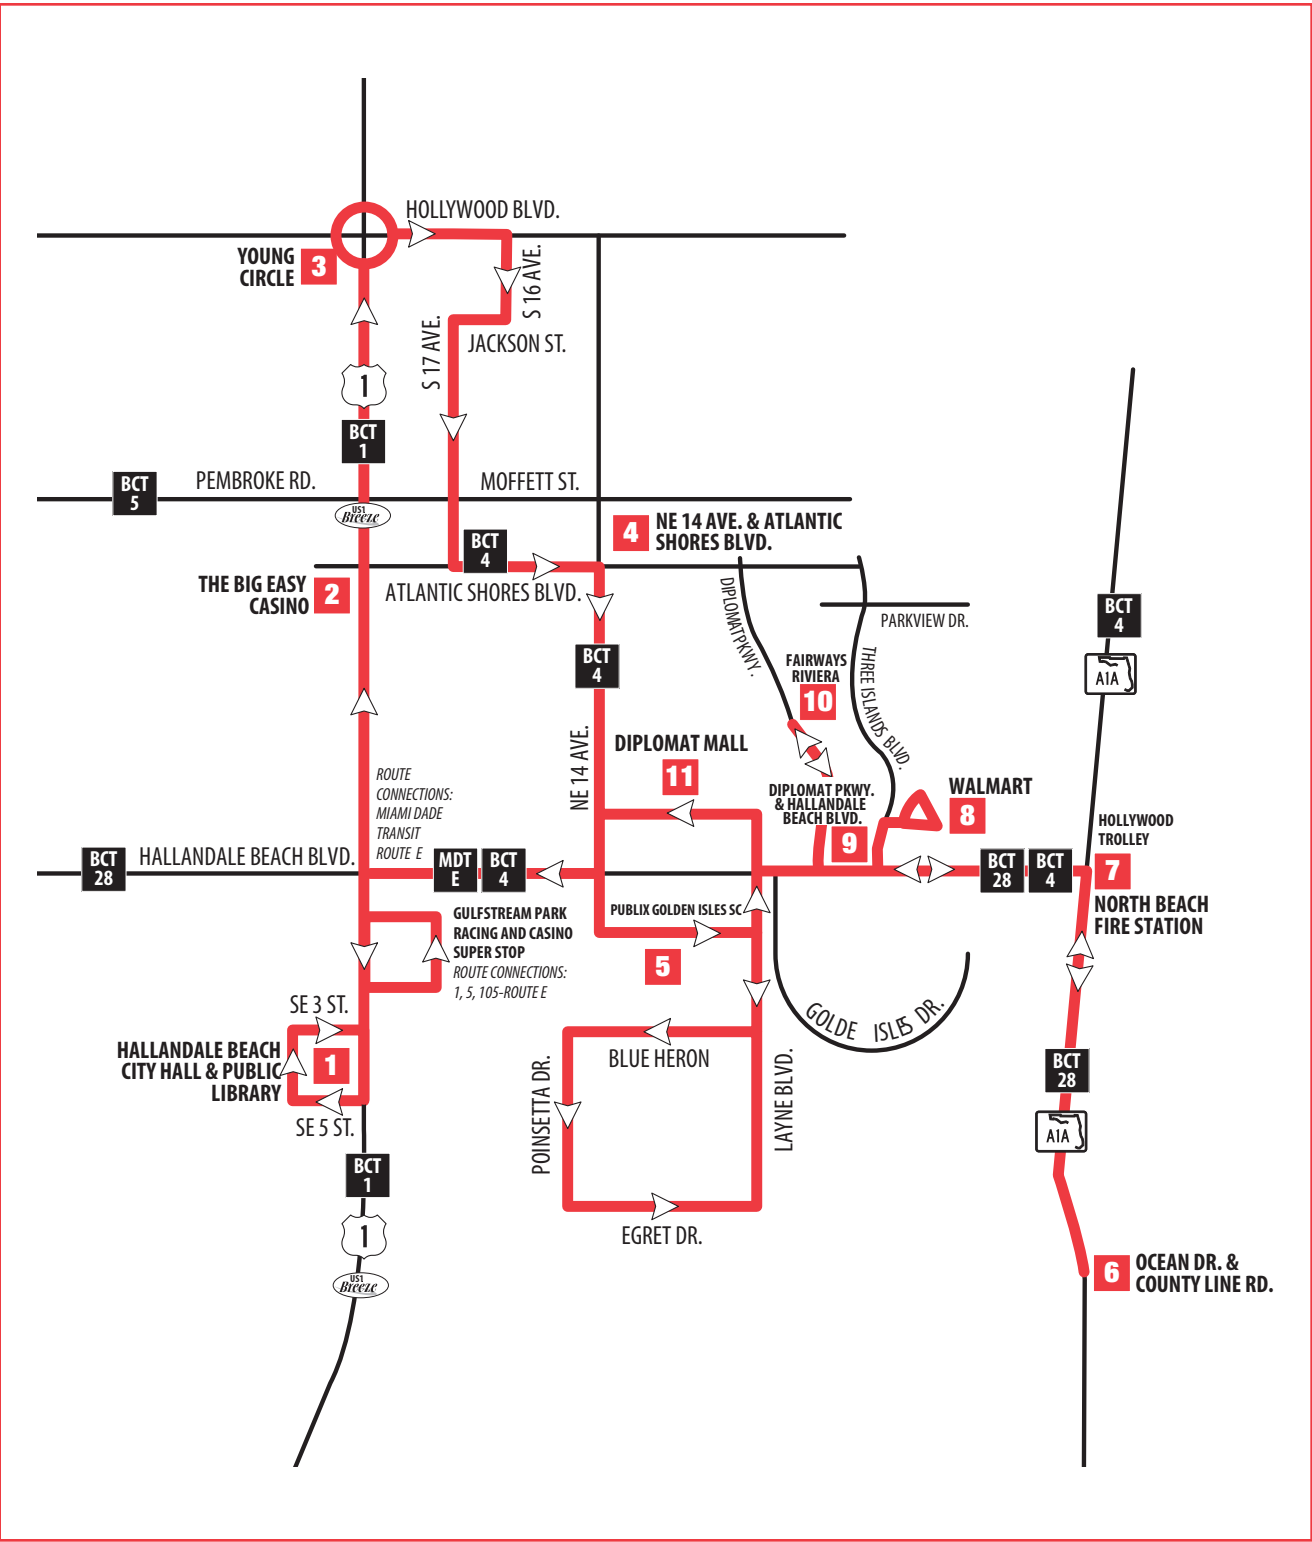 HOLLYWOOD BLVD.
YOUNG
CIRCLE
3
S 16 AVE.
S 17 AVE.
JACKSON ST.
1
BCT
1
BCT
5
PEMBROKE RD.
MOFFETT ST.
US1
Breeze
4
NE 14 AVE. & ATLANTIC
SHORES BLVD.
BCT
4
THE BIG EASY
CASINO
2
ATLANTIC SHORES BLVD.
DIPLOMAT PKWY.
PARKVIEW DR.
BCT
4
A1A
BCT
4
FAIRWAYS
RIVIERA
10
THREE ISLANDS BLVD.
NE 14 AVE.
DIPLOMAT MALL
11
ROUTE
CONNECTIONS:
MIAMI DADE
TRANSIT
ROUTE E
DIPLOMAT PKWY.
& HALLANDALE
BEACH BLVD.
9
WALMART
8
HOLLYWOOD
TROLLEY
7
NORTH BEACH
FIRE STATION
BCT
28
HALLANDALE BEACH BLVD.
MDT
E
BCT
4
BCT
28
BCT
4
GULFSTREAM PARK
RACING AND CASINO
SUPER STOP
ROUTE CONNECTIONS:
1, 5, 105-ROUTE E
PUBLIX GOLDEN ISLES SC
5
GOLDE ISLES DR.
SE 3 ST.
HALLANDALE BEACH
CITY HALL & PUBLIC
LIBRARY
1
SE 5 ST.
BLUE HERON
POINSETTA DR.
LAYNE BLVD.
EGRET DR.
BCT
28
A1A
BCT
1
1
US1
Breeze
6
OCEAN DR. &
COUNTY LINE RD.